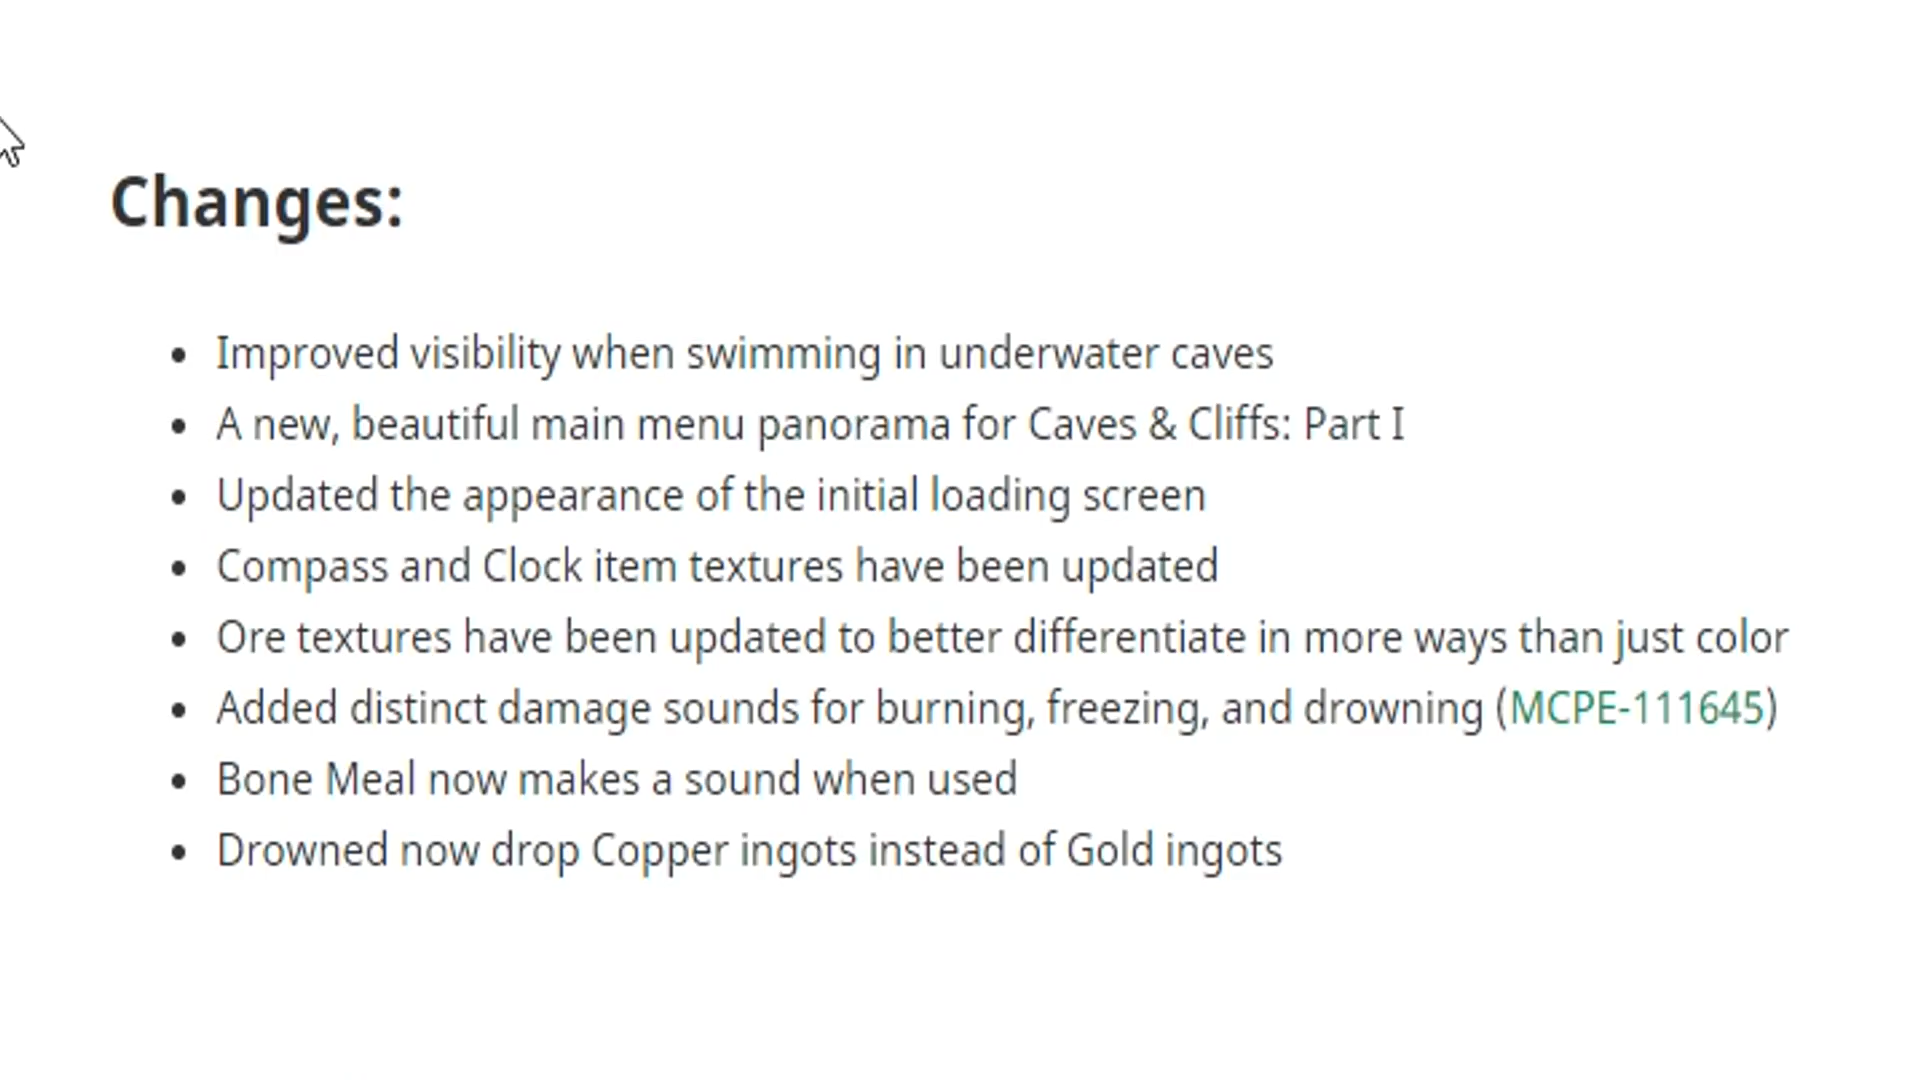 Changes:
• Improved visibility when swimming in underwater caves
• A new, beautiful main menu panorama for Caves & Cliffs: Part I
• Updated the appearance of the initial loading screen
• Compass and Clock item textures have been updated
• Ore textures have been updated to better differentiate in more ways than just color
• Added distinct damage sounds for burning, freezing, and drowning (MCPE-111645)
• Bone Meal now makes a sound when used
• Drowned now drop Copper ingots instead of Gold ingots